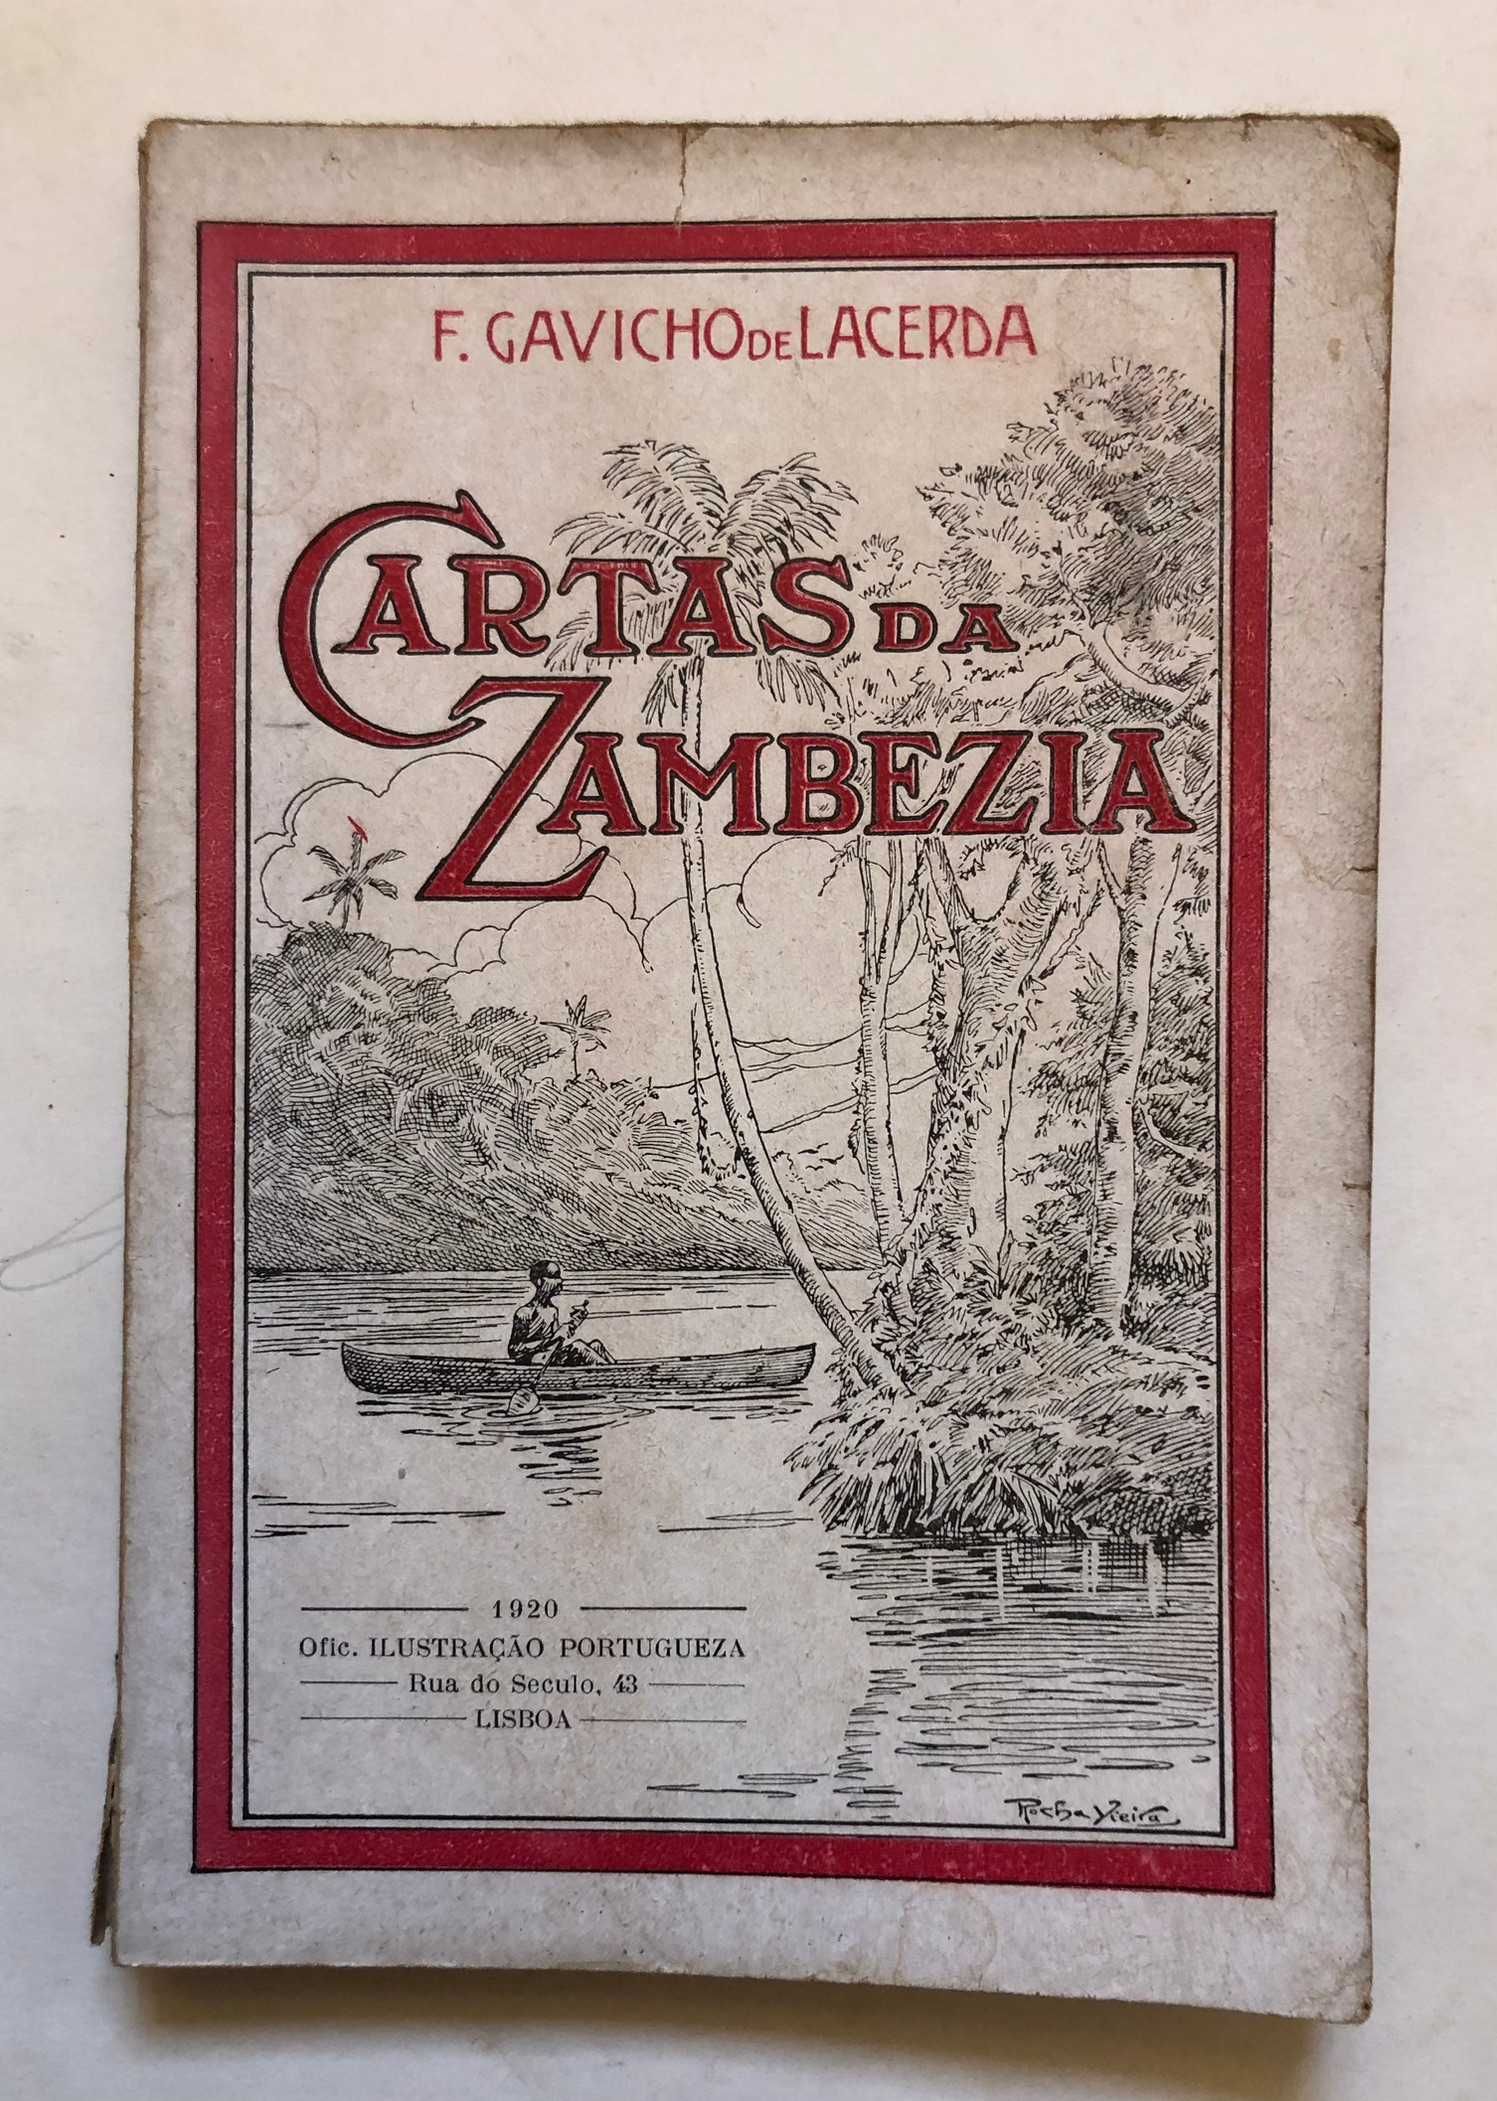 F. GAVICHO DE LACERDA
CARTAS DA
ZAMBEZIA
1920
Ofic. ILUSTRAÇÃO PORTUGUEZA
Rua do Seculo, 43
LISBOA
Rocha Vieira